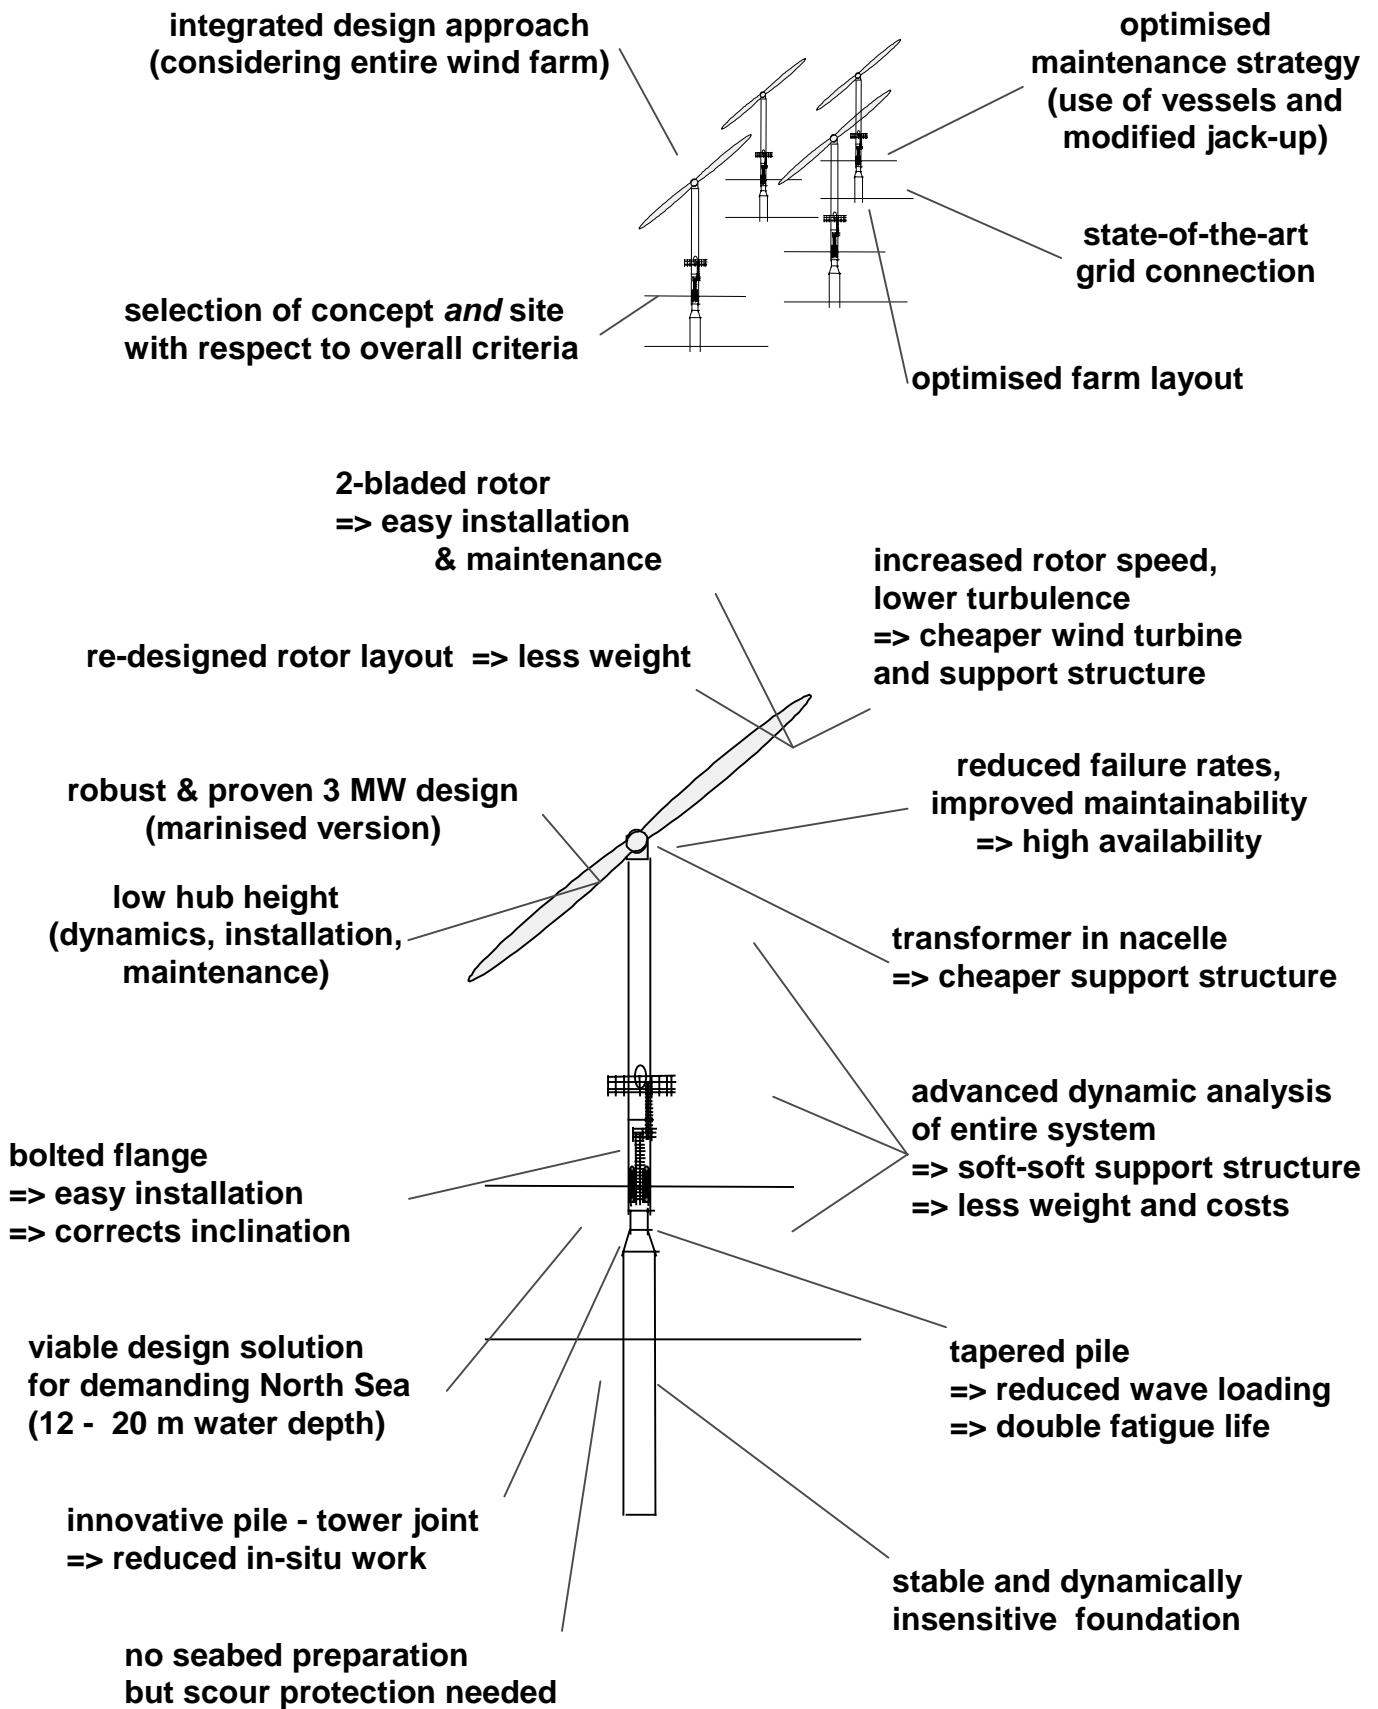 integrated design approach
(considering entire wind farm)
optimised
maintenance strategy
(use of vessels and
modified jack-up)
state-of-the-art
grid connection
selection of concept and site
with respect to overall criteria
optimised farm layout
2-bladed rotor
=> easy installation
& maintenance
increased rotor speed,
lower turbulence
=> cheaper wind turbine
and support structure
re-designed rotor layout => less weight
robust & proven 3 MW design
(marinised version)
reduced failure rates,
improved maintainability
=> high availability
low hub height
(dynamics, installation,
maintenance)
transformer in nacelle
=> cheaper support structure
advanced dynamic analysis
of entire system
=> soft-soft support structure
=> less weight and costs
bolted flange
=> easy installation
=> corrects inclination
viable design solution
for demanding North Sea
(12 - 20 m water depth)
tapered pile
=> reduced wave loading
=> double fatigue life
innovative pile - tower joint
=> reduced in-situ work
stable and dynamically
insensitive foundation
no seabed preparation
but scour protection needed